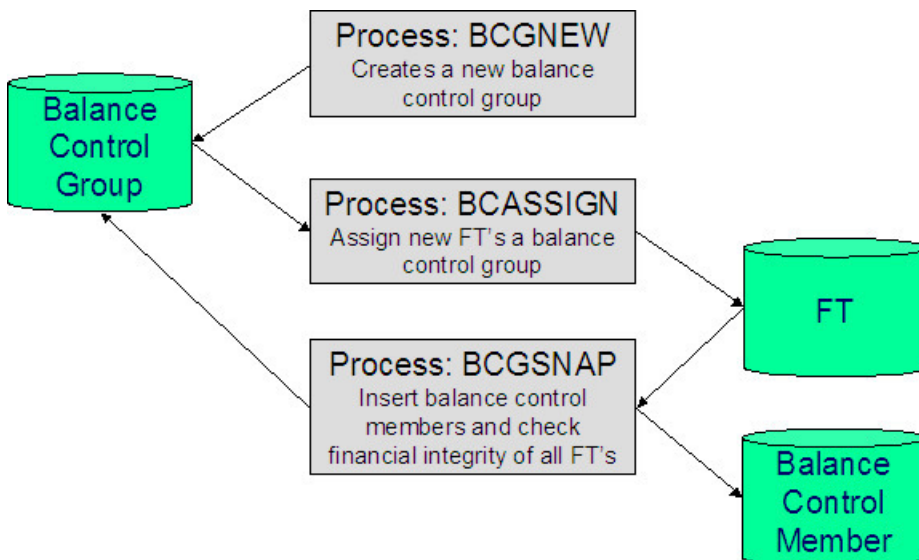 Process: BCGNEW
Creates a new balance
control group
Balance
Control
Group
Process: BCASSIGN
Assign new FT's a balance
control group
FT
Process: BCGSNAP
Insert balance control
members and check
financial integrity of all FT's
Balance
Control
Member